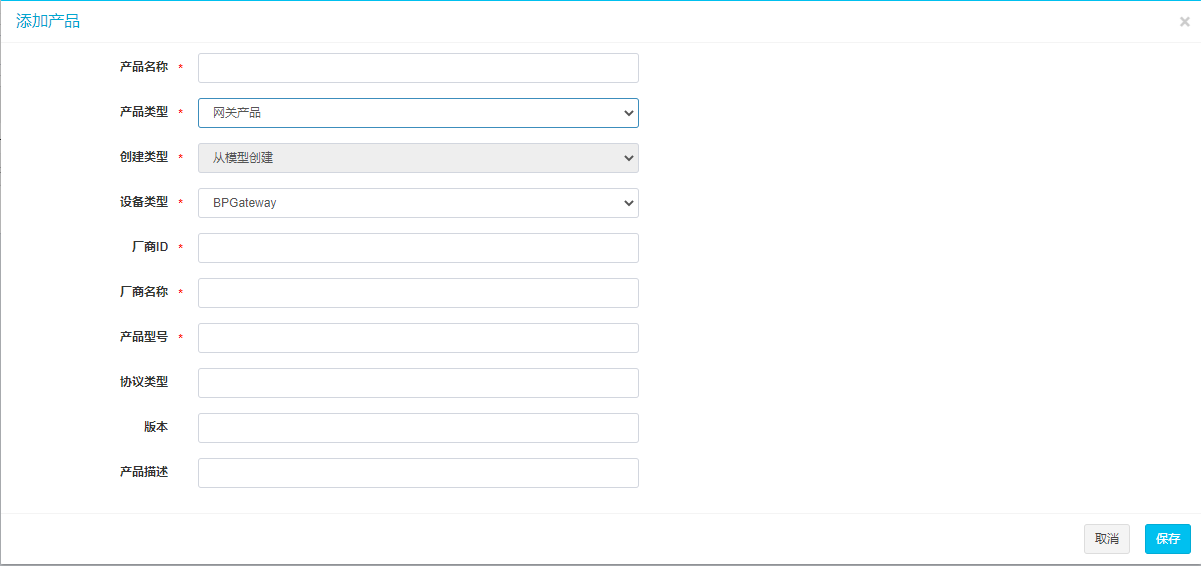 添加产品
×
产品名称 *
产品类型 * 网关产品
创建类型 * 从模型创建
设备类型 * BPGateway
厂商ID *
厂商名称 *
产品型号 *
协议类型
版本
产品描述
取消 保存